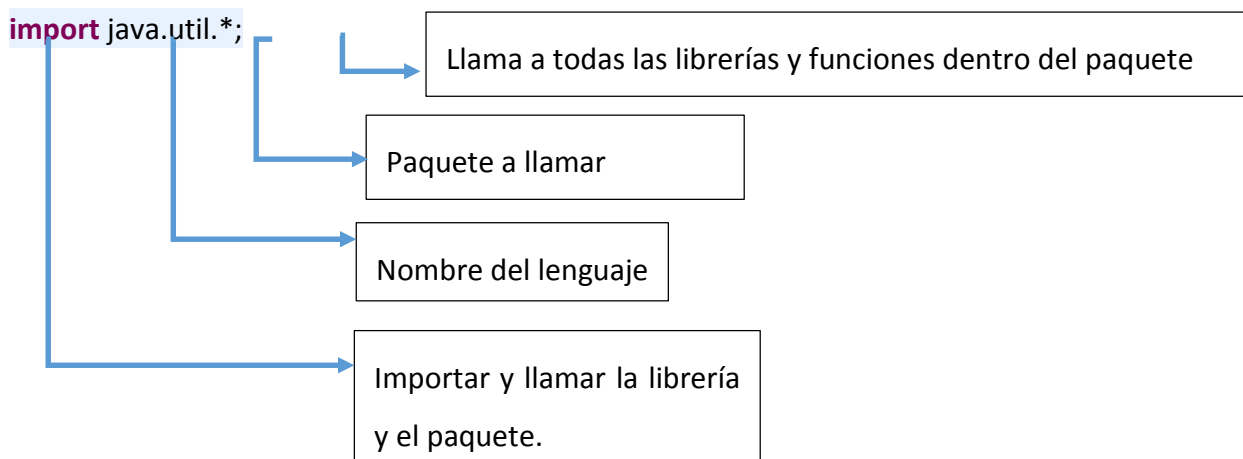 import java.util.*;
Llama a todas las librerías y funciones dentro del paquete
Paquete a llamar
Nombre del lenguaje
Importar y llamar la librería
y el paquete.